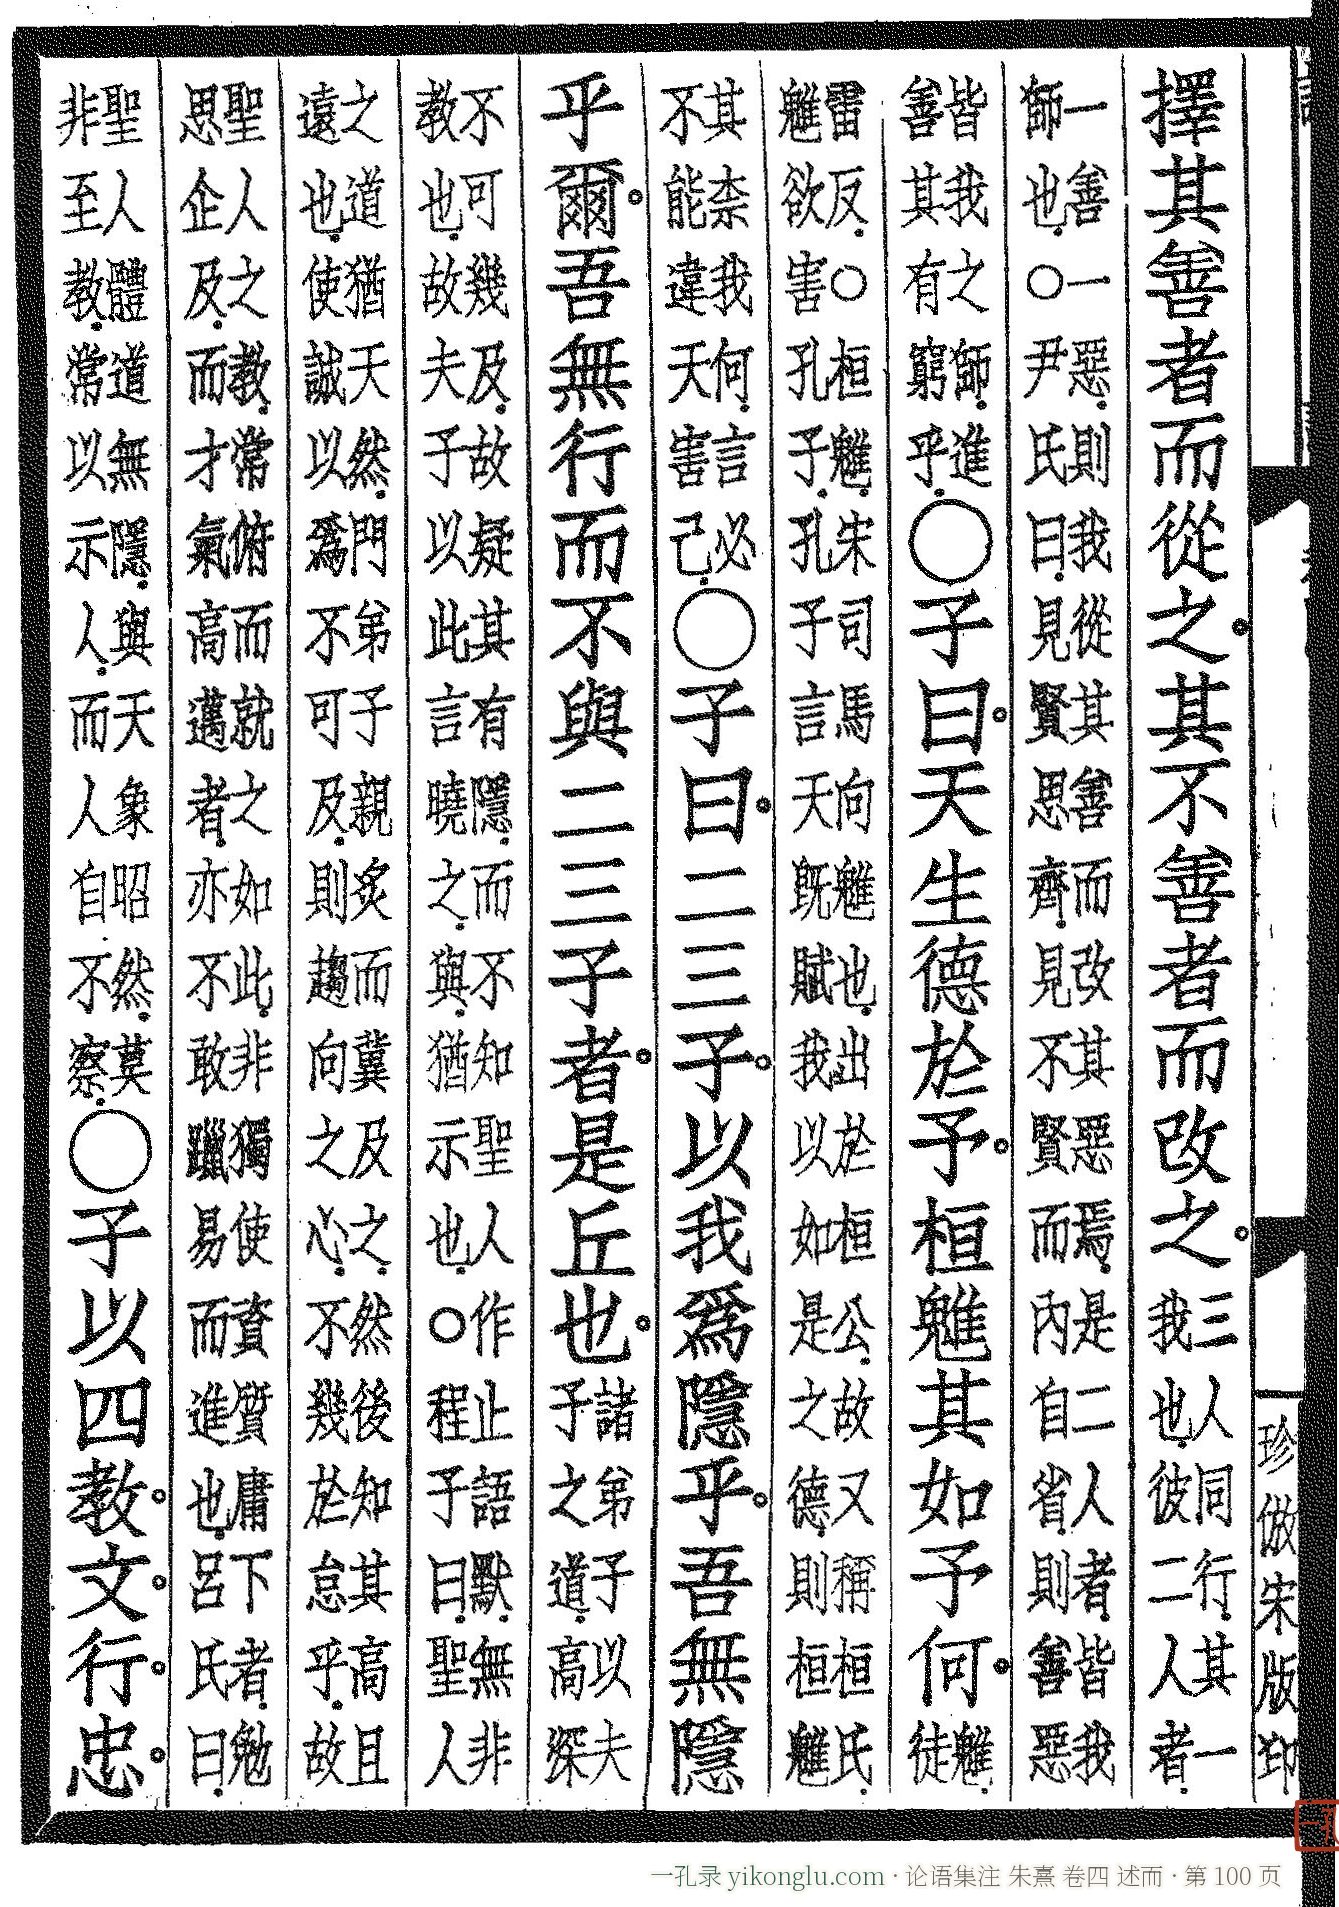 珍倣宋版印
擇其善者而從之。其不善者而改之。三人同行。其一我也。彼二人者。
一善一惡。則我從其善而改其惡焉。是二人者。皆我
師也。○尹氏曰。見賢思齊。見不賢而內自省。則善惡
皆我之師。進善其有窮乎。○子曰。天生德於予。桓魋其如予何。魋徒
雷反。○桓魋。宋司馬向魋也。出於桓公。故又稱桓氏。
魋欲害孔子。孔子言天既賦我以如是之德。則桓魋
其柰我何。言必不能違天害己。○子曰。二三子。以我爲隱乎。吾無隱
乎爾。吾無行而不與二三子者。是丘也。諸弟子以夫子之道。高深
不可幾及。故疑其有隱。而不知聖人作止語默。無非
教也。故夫子以此言曉之。與猶示也。○程子曰。聖人
之道猶天然。門弟子親炙而冀及之。然後知其高且
遠也。使誠以爲不可及。則趨向之心。不幾於怠乎。故
聖人之教。常俯而就之如此。非獨使資質庸下者。勉
思企及。而才氣高邁者。亦不敢躐易而進也。呂氏曰。
聖人體道無隱。與天象昭然。莫非至教。常以示人。而人自不察。○子以四教。文。行。忠。
一孔录 yikonglu.com · 论语集注 朱熹 卷四 述而 · 第 100 页